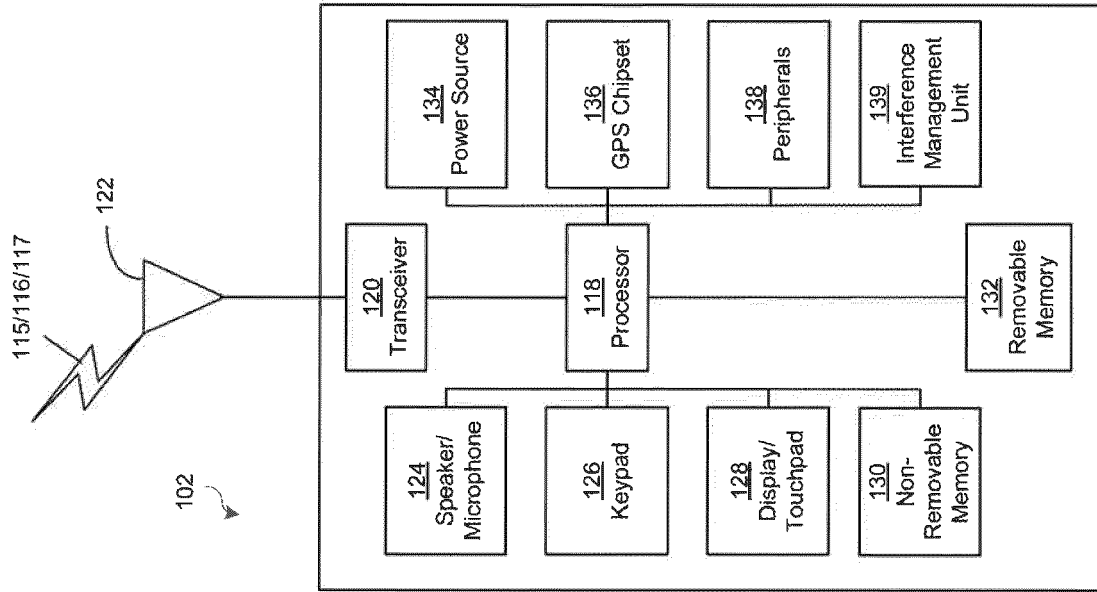 115/116/117
122
102
120
Transceiver
124
Speaker/
Microphone
134
Power Source
126
Keypad
118
Processor
136
GPS Chipset
128
Display/
Touchpad
138
Peripherals
130
Non-
Removable
Memory
132
Removable
Memory
139
Interference
Management
Unit